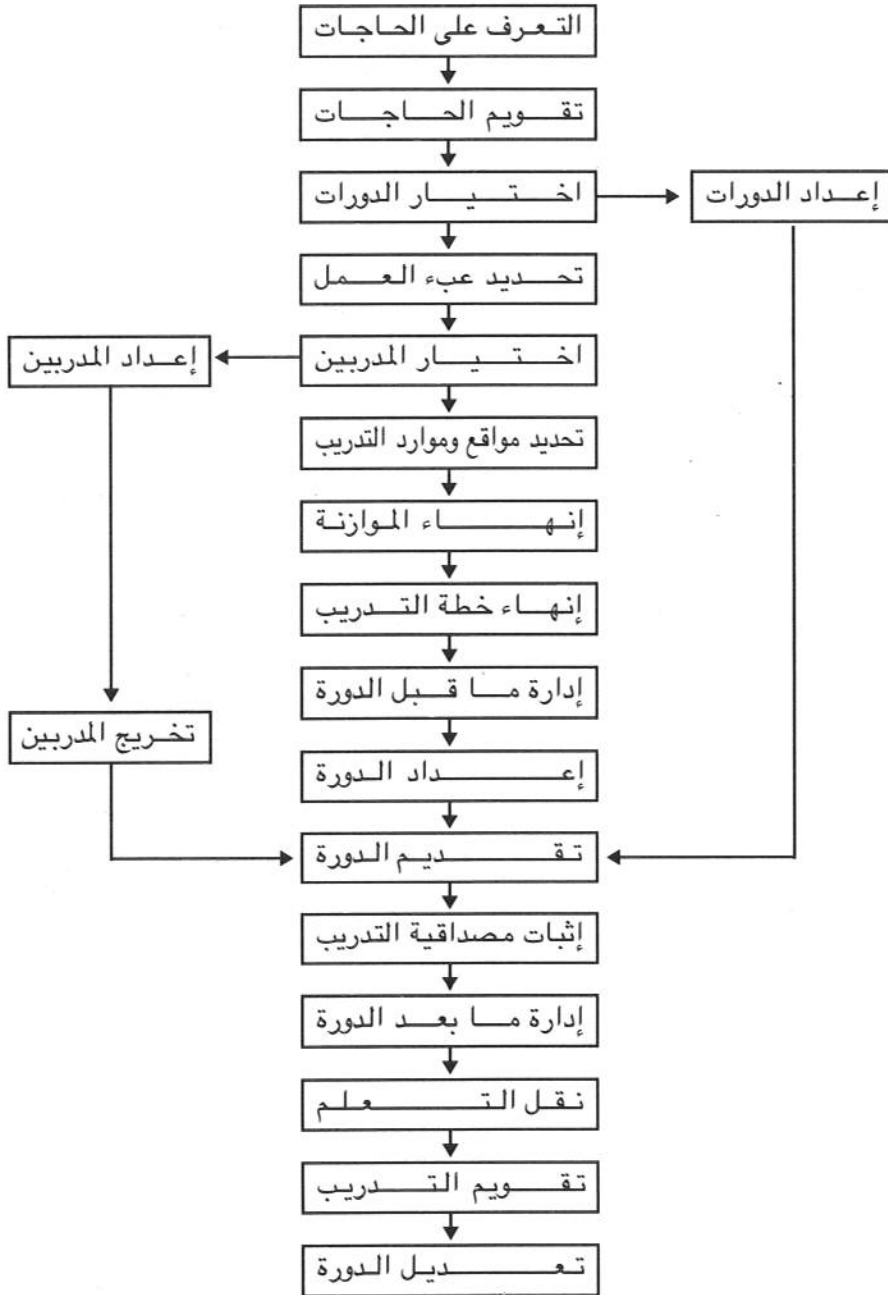 التعرف على الحاجات
تقويم الحاجات
اختيار الدورات
إعداد الدورات
تحديد عبء العمل
اختيار المدربين
إعداد المدربين
تحديد مواقع وموارد التدريب
إنهاء الموازنة
إنهاء خطة التدريب
إدارة ما قبل الدورة
تخريج المدربين
إعداد الدورة
تقديم الدورة
إثبات مصداقية التدريب
إدارة ما بعد الدورة
نقل التعلم
تقويم التدريب
تعديل الدورة